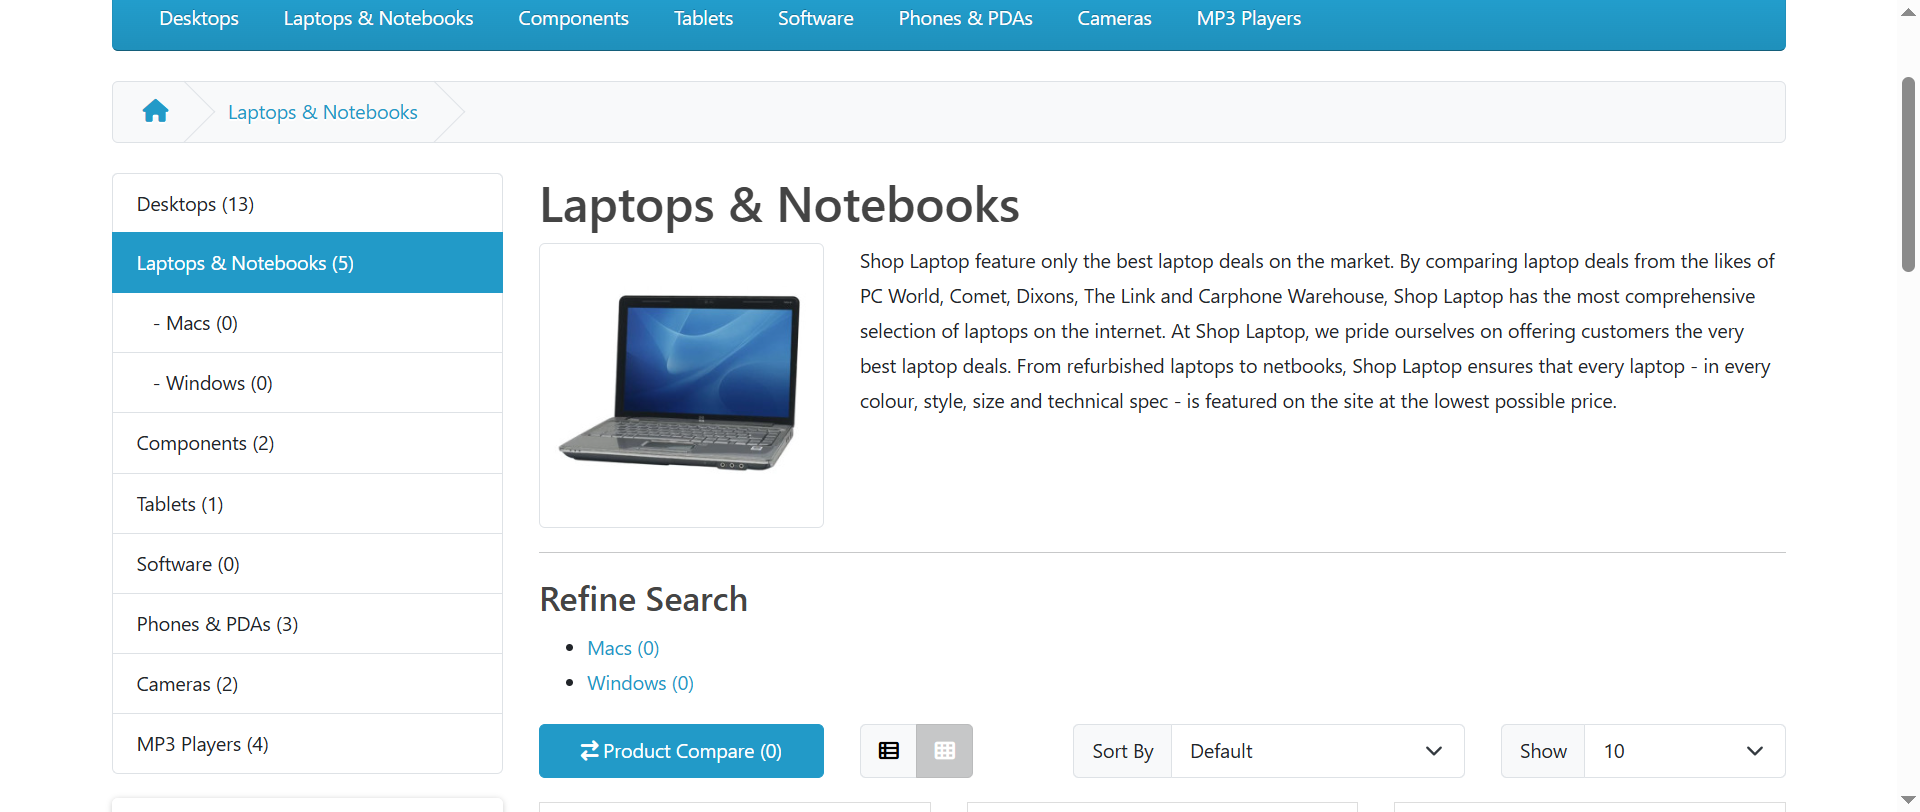 Desktops
Laptops & Notebooks
Components
Tablets
Software
Phones & PDAs
Cameras
MP3 Players
Laptops & Notebooks
Desktops (13)
Laptops & Notebooks (5)
- Macs (0)
- Windows (0)
Components (2)
Tablets (1)
Software (0)
Phones & PDAs (3)
Cameras (2)
MP3 Players (4)
Laptops & Notebooks
Shop Laptop feature only the best laptop deals on the market. By comparing laptop deals from the likes of
PC World, Comet, Dixons, The Link and Carphone Warehouse, Shop Laptop has the most comprehensive
selection of laptops on the internet. At Shop Laptop, we pride ourselves on offering customers the very
best laptop deals. From refurbished laptops to netbooks, Shop Laptop ensures that every laptop - in every
colour, style, size and technical spec - is featured on the site at the lowest possible price.
Refine Search
Macs (0)
Windows (0)
Product Compare (0)
Sort By
Default
Show
10